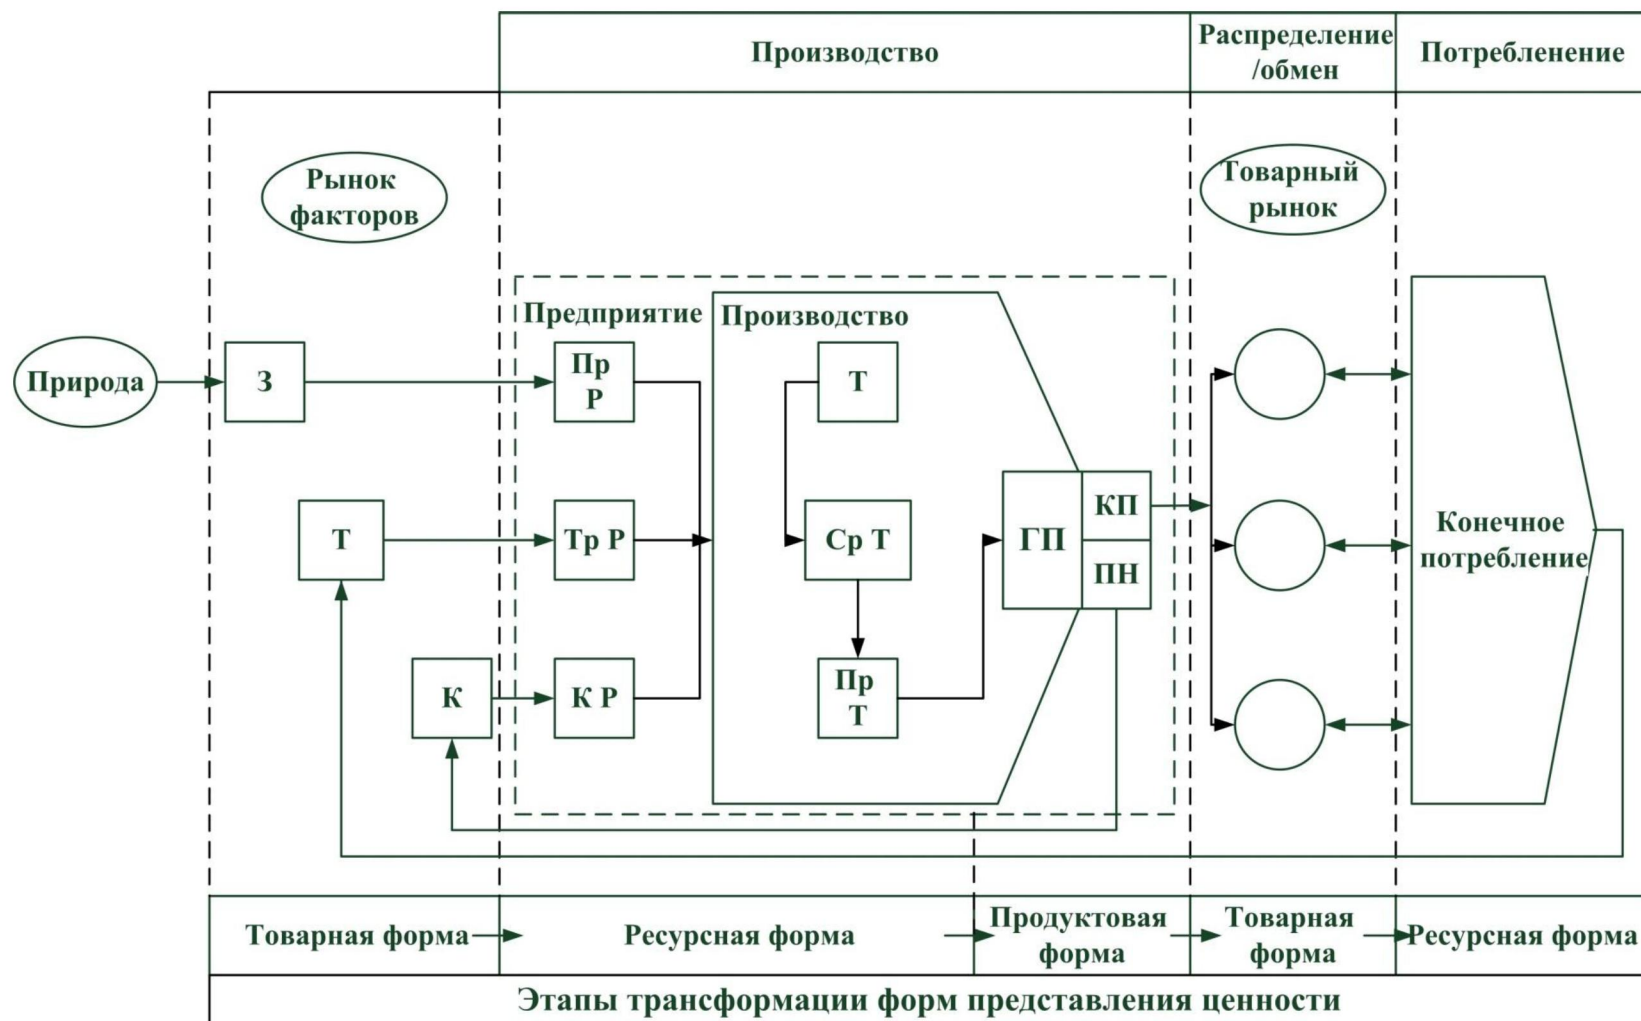 Производство
Распределение
/обмен
Потребленение
Рынок
факторов
Товарный
рынок
Предприятие
Производство
Природа
З
Пр
Р
Т
Т
Тр Р
Ср Т
ГП
КП
ПН
Конечное
потребление
К
К Р
Пр
Т
Товарная форма
Ресурсная форма
Продуктовая
форма
Товарная
форма
Ресурсная форма
Этапы трансформации форм представления ценности